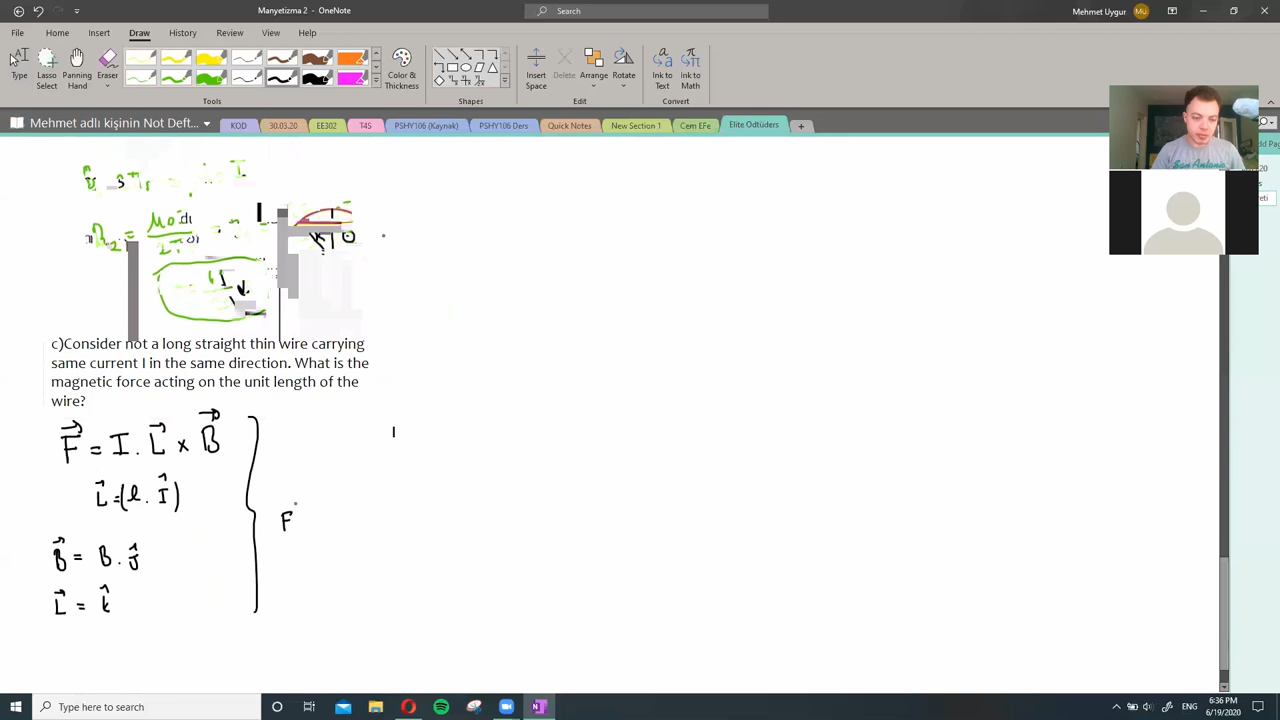 Manyetizma 2 - OneNote
Search
Mehmet Uygur
MU
File Home Insert Draw History Review View Help
Type
Lasso Select
Panning Hand
Eraser
Color & Thickness
Insert Space
Delete
Arrange
Rotate
Ink to Text
Ink to Math
Tools
Shapes
Edit
Convert
Mehmet adlı kişinin Not Deft...
KOD
30.03.20
EE302
T4S
PSHY106 (Kaynak)
PSHY106 Ders
Quick Notes
New Section 1
Cem EFe
Elite Odtüders
San Antonio
c)Consider not a long straight thin wire carrying
same current I in the same direction. What is the
magnetic force acting on the unit length of the
wire?
F⃗ = I . L⃗ × B⃗
L⃗ = (l . Î)
F
B⃗ = B . ĵ
L⃗ = k̂
Type here to search
ENG
6:36 PM
6/19/2020